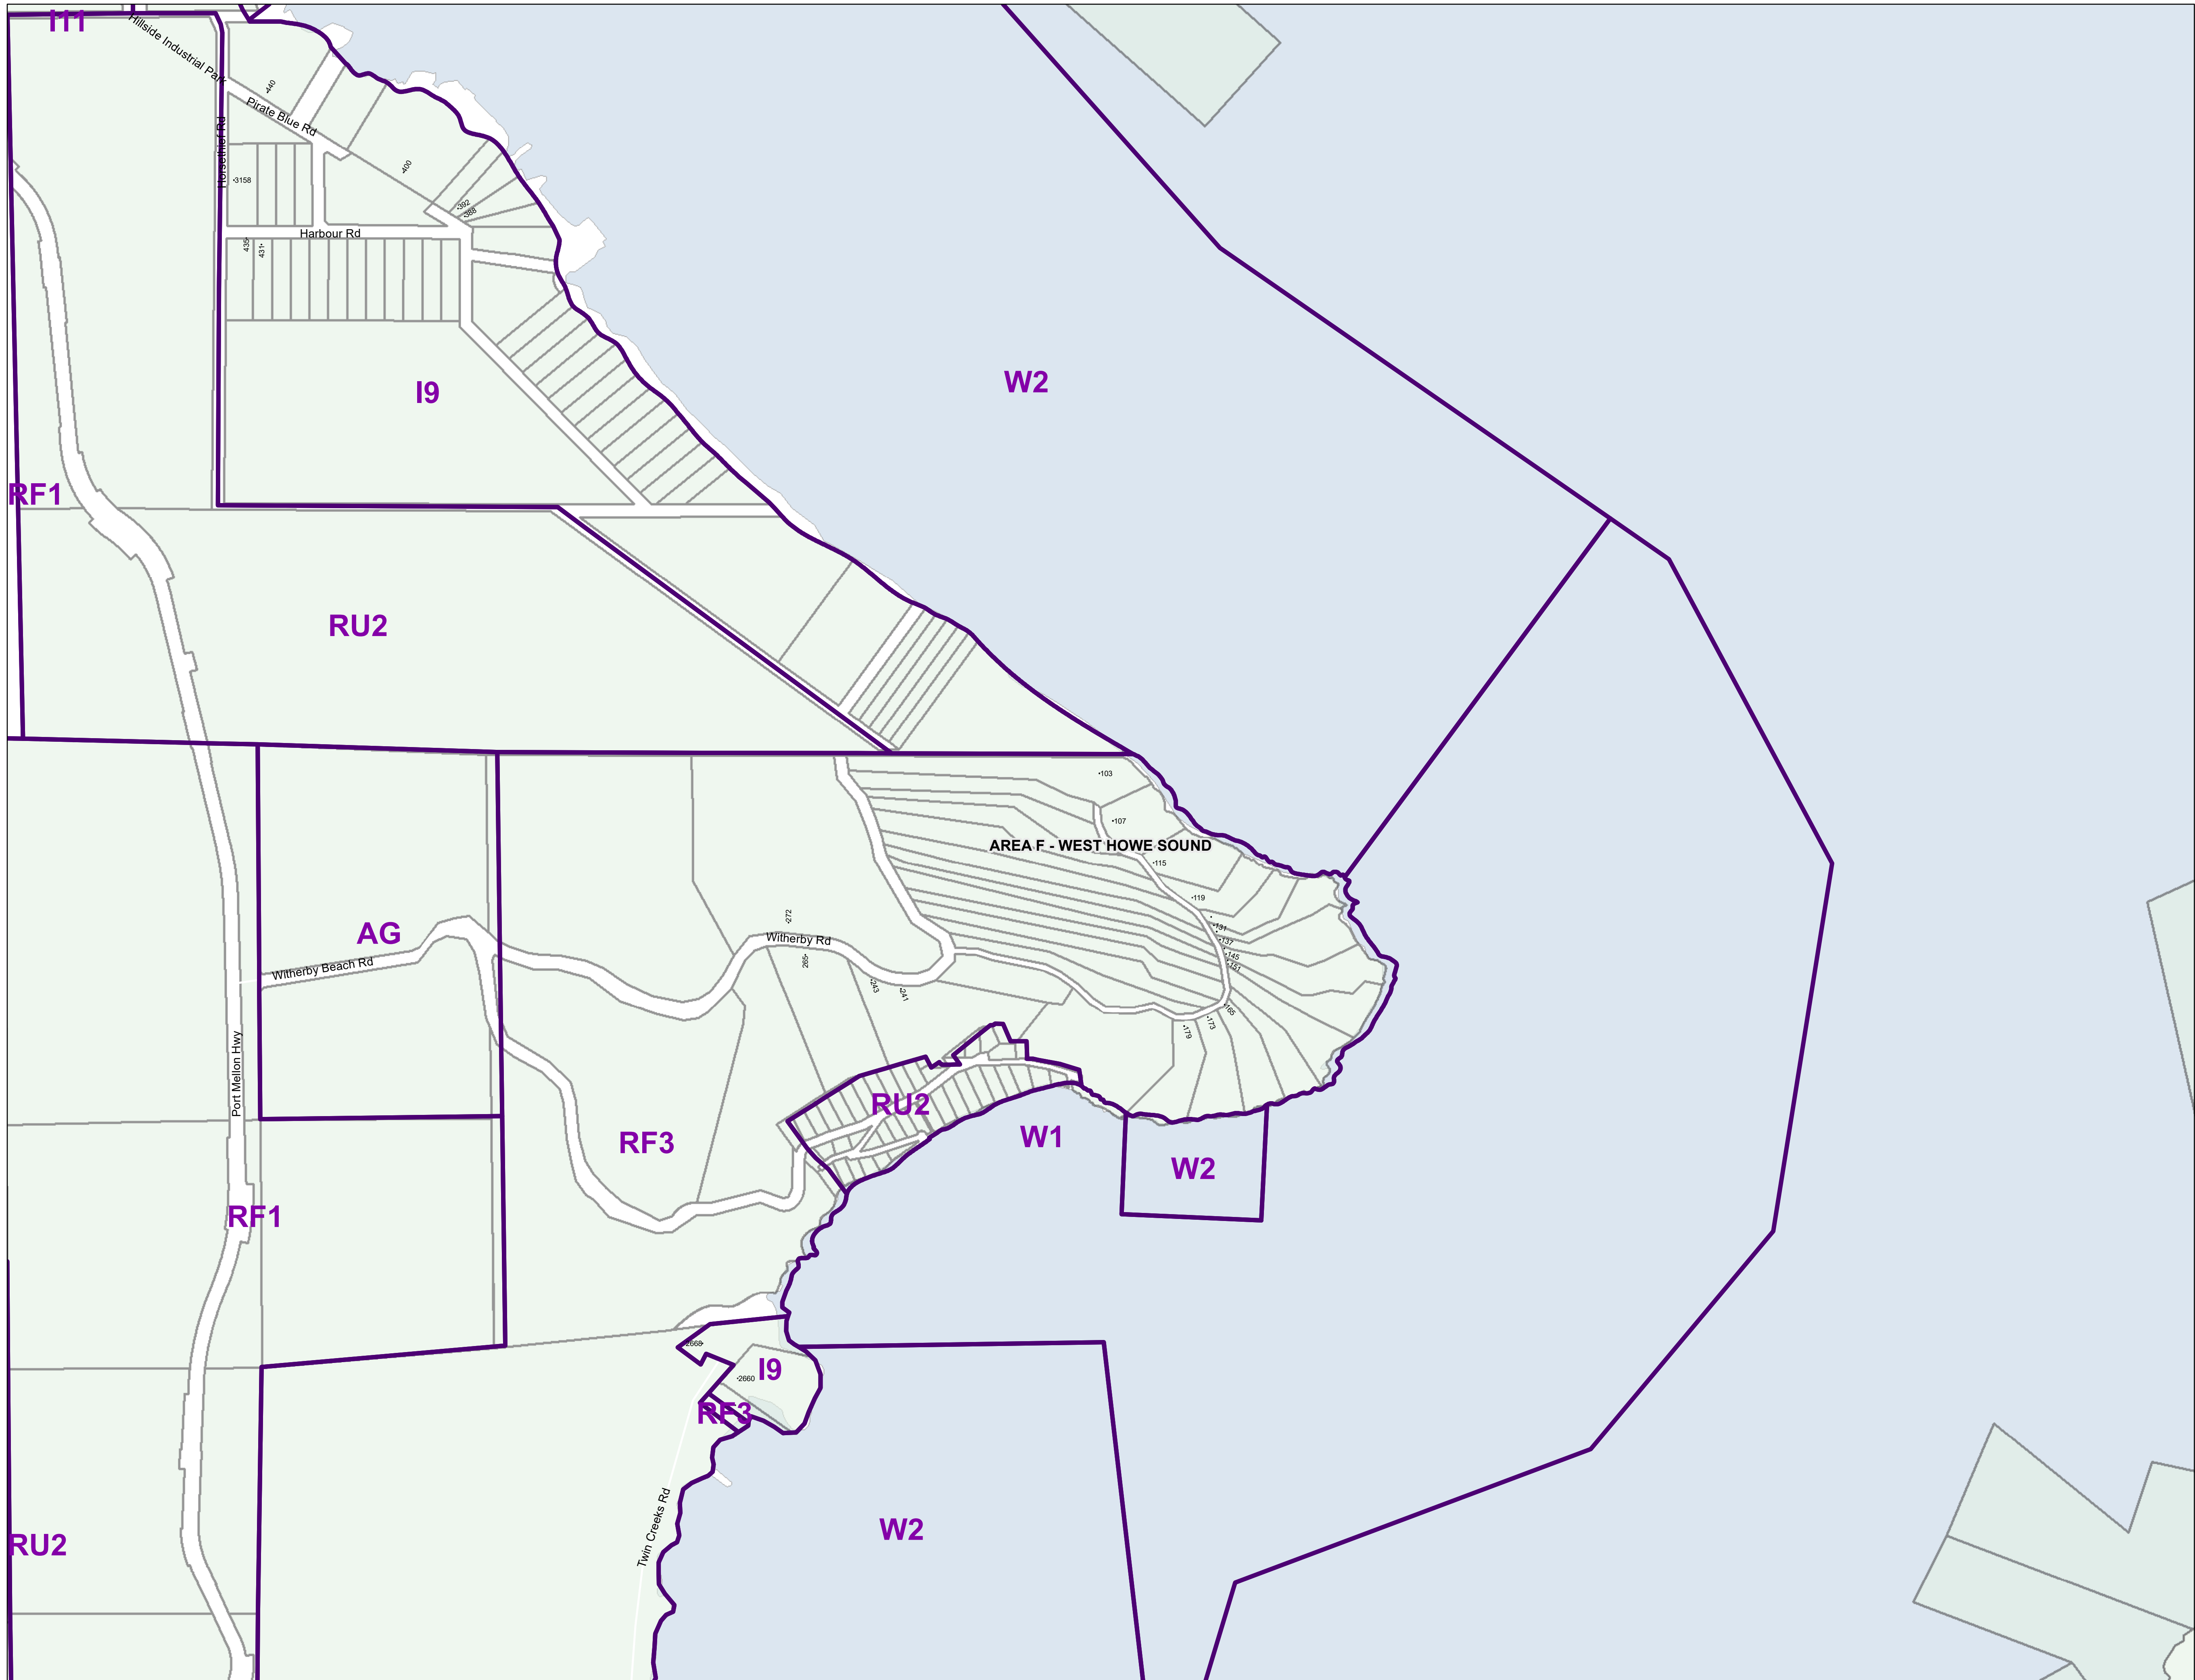 I11
Hillside Industrial Park
440
Pirate Blue Rd
Horsethief Rd
3158
400
392
388
Harbour Rd
435
431
I9
W2
RF1
RU2
103
107
AREA F - WEST HOWE SOUND
115
119
131
137
145
151
165
173
179
272
Witherby Rd
265
243
241
AG
Witherby Beach Rd
Port Mellon Hwy
RU2
RF3
W1
W2
RF1
2668
I9
2660
RF3
Twin Creeks Rd
W2
RU2